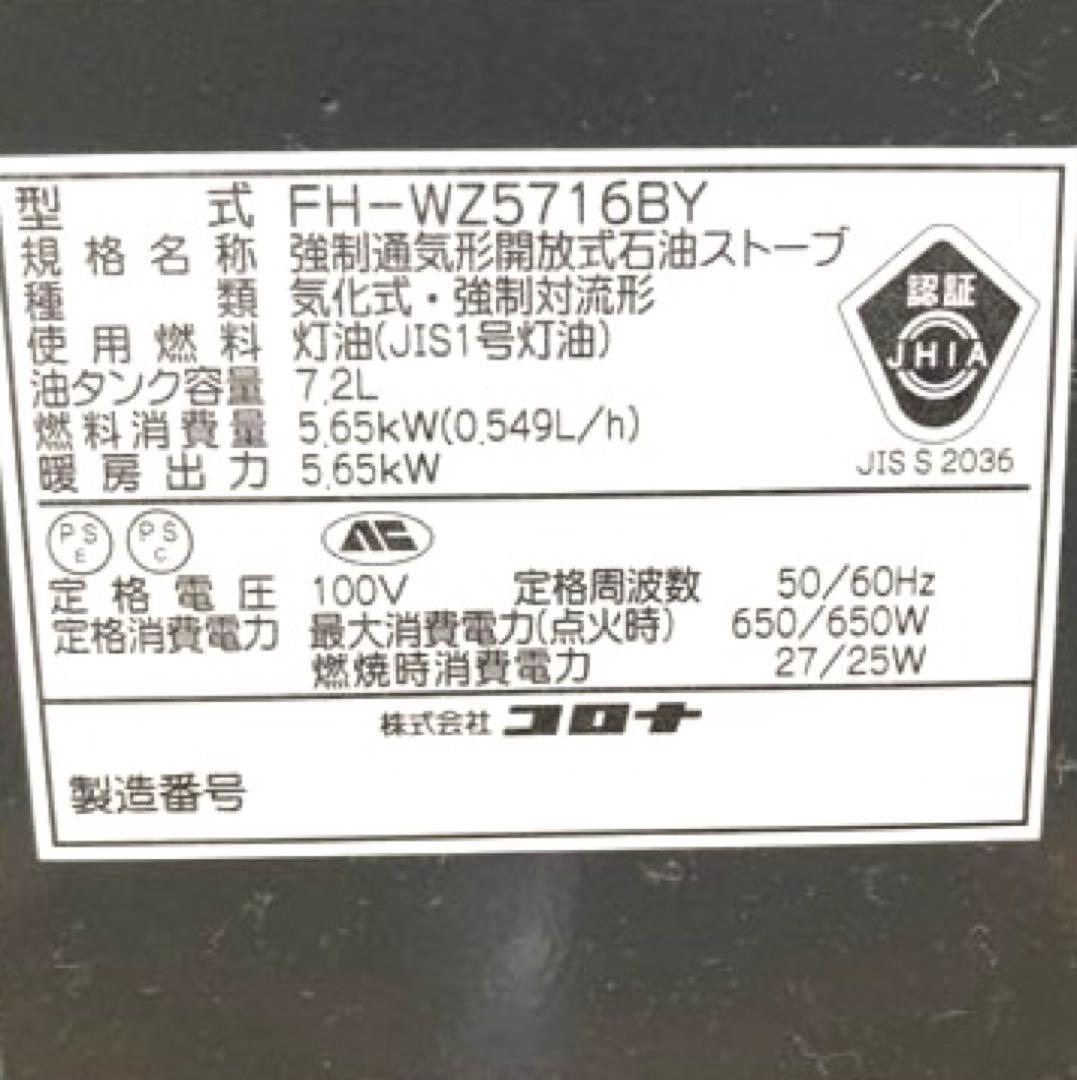 型式 FH-WZ5716BY
規格名称 強制通気形開放式石油ストーブ
種類 気化式・強制対流形
使用燃料 灯油(JIS1号灯油)
油タンク容量 7.2L
燃料消費量 5.65kW(0.549L/h)
暖房出力 5.65kW
認証
JHIA
JIS S 2036
PS E PS C
定格電圧 100V 定格周波数 50/60Hz
定格消費電力 最大消費電力(点火時) 650/650W
燃焼時消費電力 27/25W
株式会社 コロナ
製造番号